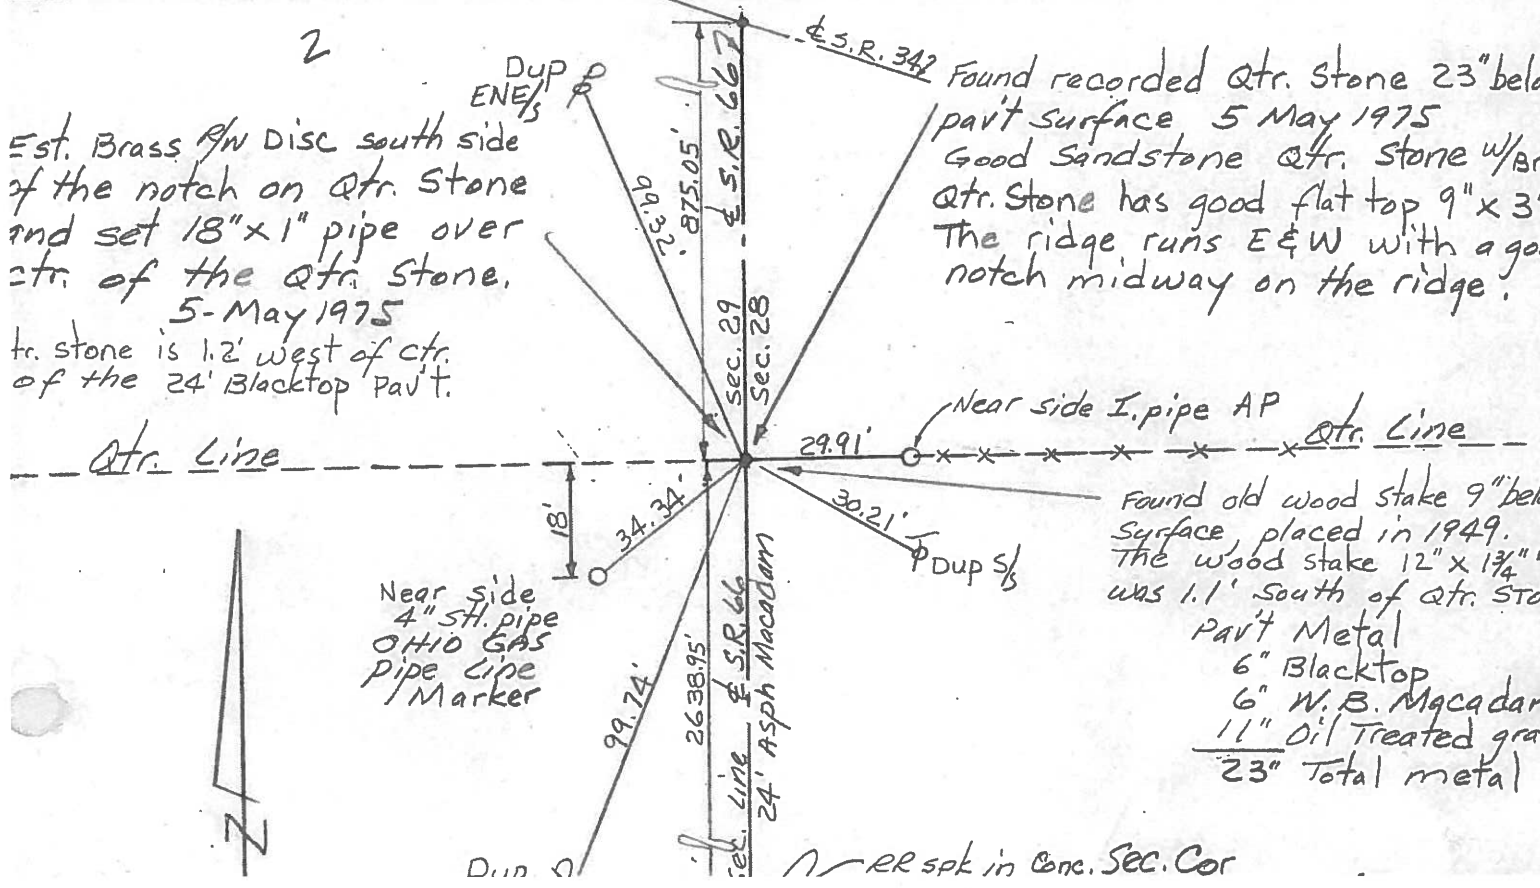 2
Dup
ENE/s
Est. Brass R/W Disc south side
of the notch on Qtr. Stone
and set 18"x1" pipe over
ctr. of the Qtr. Stone.
5-May 1975
tr. stone is 1.2' west of ctr.
of the 24' Blacktop Pav't.
℄ S.R. 342
Found recorded Qtr. Stone 23" belo
pav't surface 5 May 1975
Good Sandstone Qtr. Stone w/Br
Qtr. Stone has good flat top 9" x 3"
The ridge runs E & W with a go
notch midway on the ridge.
99.32'
875.05'
℄ S.R. 667
Sec. 29
Sec. 28
Near side I. pipe AP
Qtr. Line
29.91'
Qtr. Line
18'
34.34'
30.21'
Dup S/s
Found old wood stake 9" bel
Surface, placed in 1949.
The wood stake 12" x 1¾"
was 1.1' South of Qtr. Sto
Pav't Metal
6" Blacktop
6" W.B. Macadam
11" Oil Treated gra
23" Total metal
Near side
4" Stl. pipe
OHIO GAS
Pipe Line
Marker
99.74'
2638.95'
Sec. Line ℄ S.R. 66
24' Asph Macadam
N
Dup
RR spk in Conc. Sec. Cor